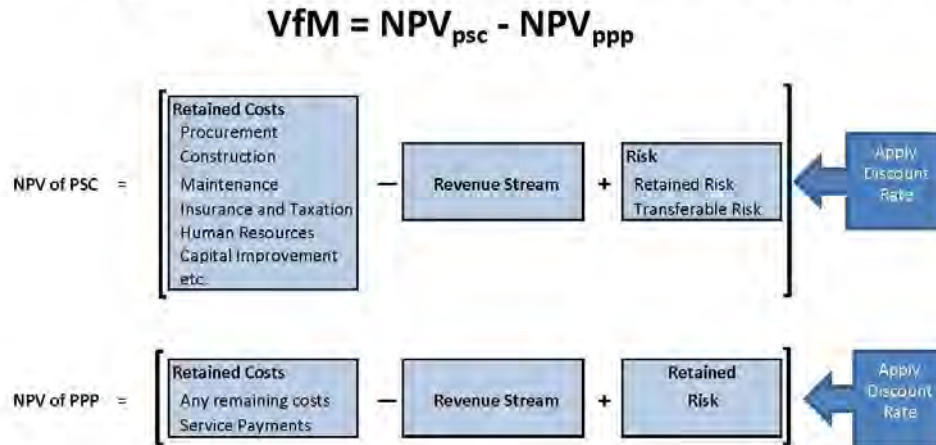 VfM = NPVpsc - NPVppp
Retained Costs
Procurement
Construction
Maintenance
Insurance and Taxation
Human Resources
Capital Improvement
etc.
NPV of PSC =
—
Revenue Stream
+
Risk
Retained Risk
Transferable Risk
Apply
Discount
Rate
NPV of PPP =
Retained Costs
Any remaining costs
Service Payments
—
Revenue Stream
+
Retained
Risk
Apply
Discount
Rate